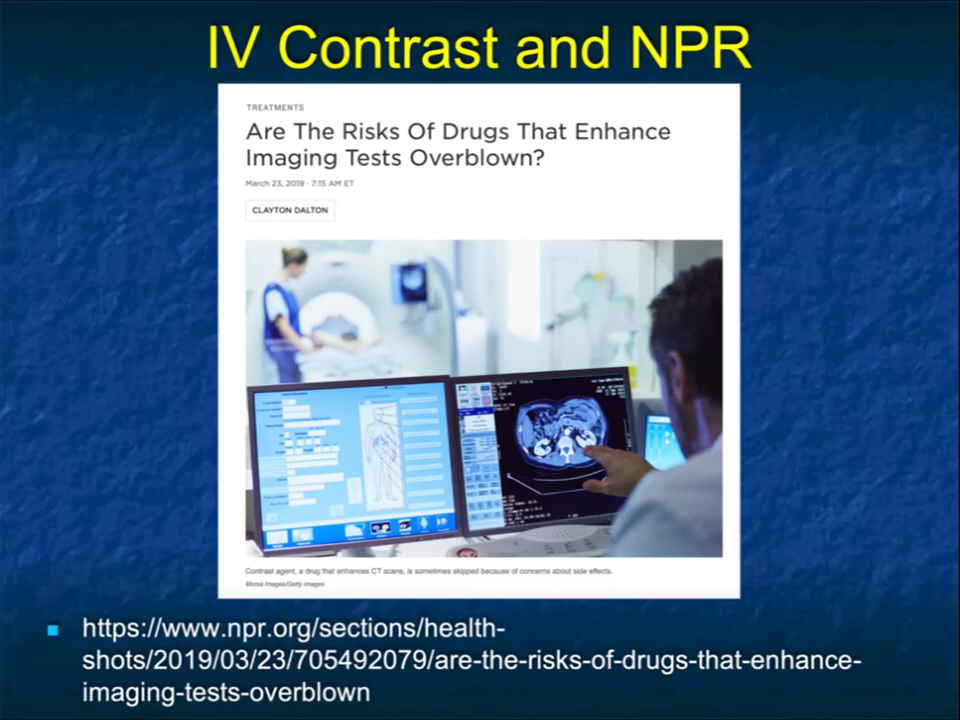 IV Contrast and NPR
TREATMENTS
Are The Risks Of Drugs That Enhance
Imaging Tests Overblown?
March 23, 2019 · 7:15 AM ET
CLAYTON DALTON
Contrast agent, a drug that enhances CT scans, is sometimes skipped because of concerns about side effects.
Morsa Images/Getty Images
https://www.npr.org/sections/health-
shots/2019/03/23/705492079/are-the-risks-of-drugs-that-enhance-
imaging-tests-overblown